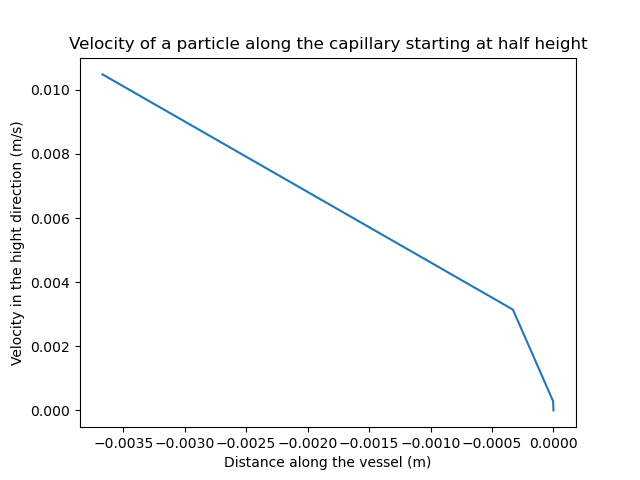 Velocity of a particle along the capillary starting at half height
Velocity in the hight direction (m/s)
0.010
0.008
0.006
0.004
0.002
0.000
−0.0035 −0.0030 −0.0025 −0.0020 −0.0015 −0.0010 −0.0005 0.0000
Distance along the vessel (m)